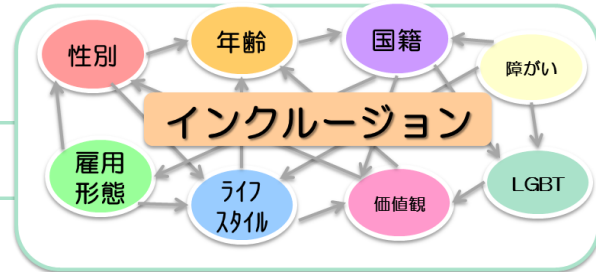 性別
年齢
国籍
障がい
インクルージョン
雇用
形態
ライフ
スタイル
価値観
LGBT